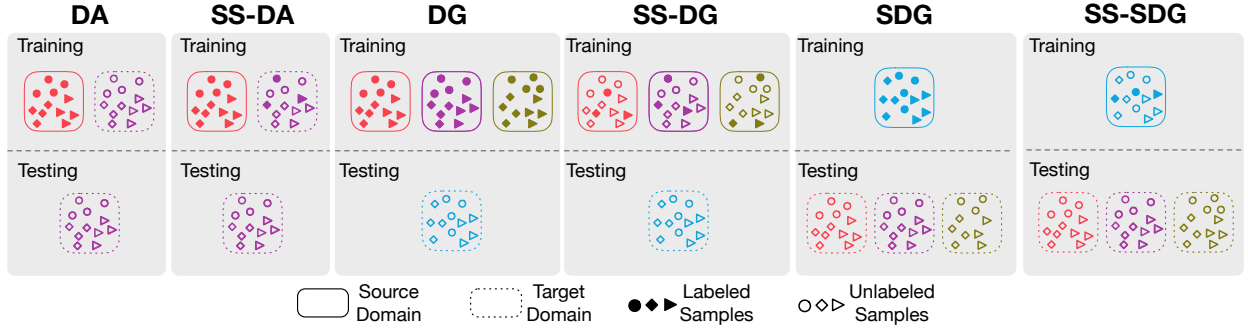 DA
SS-DA
DG
SS-DG
SDG
SS-SDG
Training
Training
Training
Training
Training
Training
Testing
Testing
Testing
Testing
Testing
Testing
Source
Domain
Target
Domain
Labeled
Samples
Unlabeled
Samples